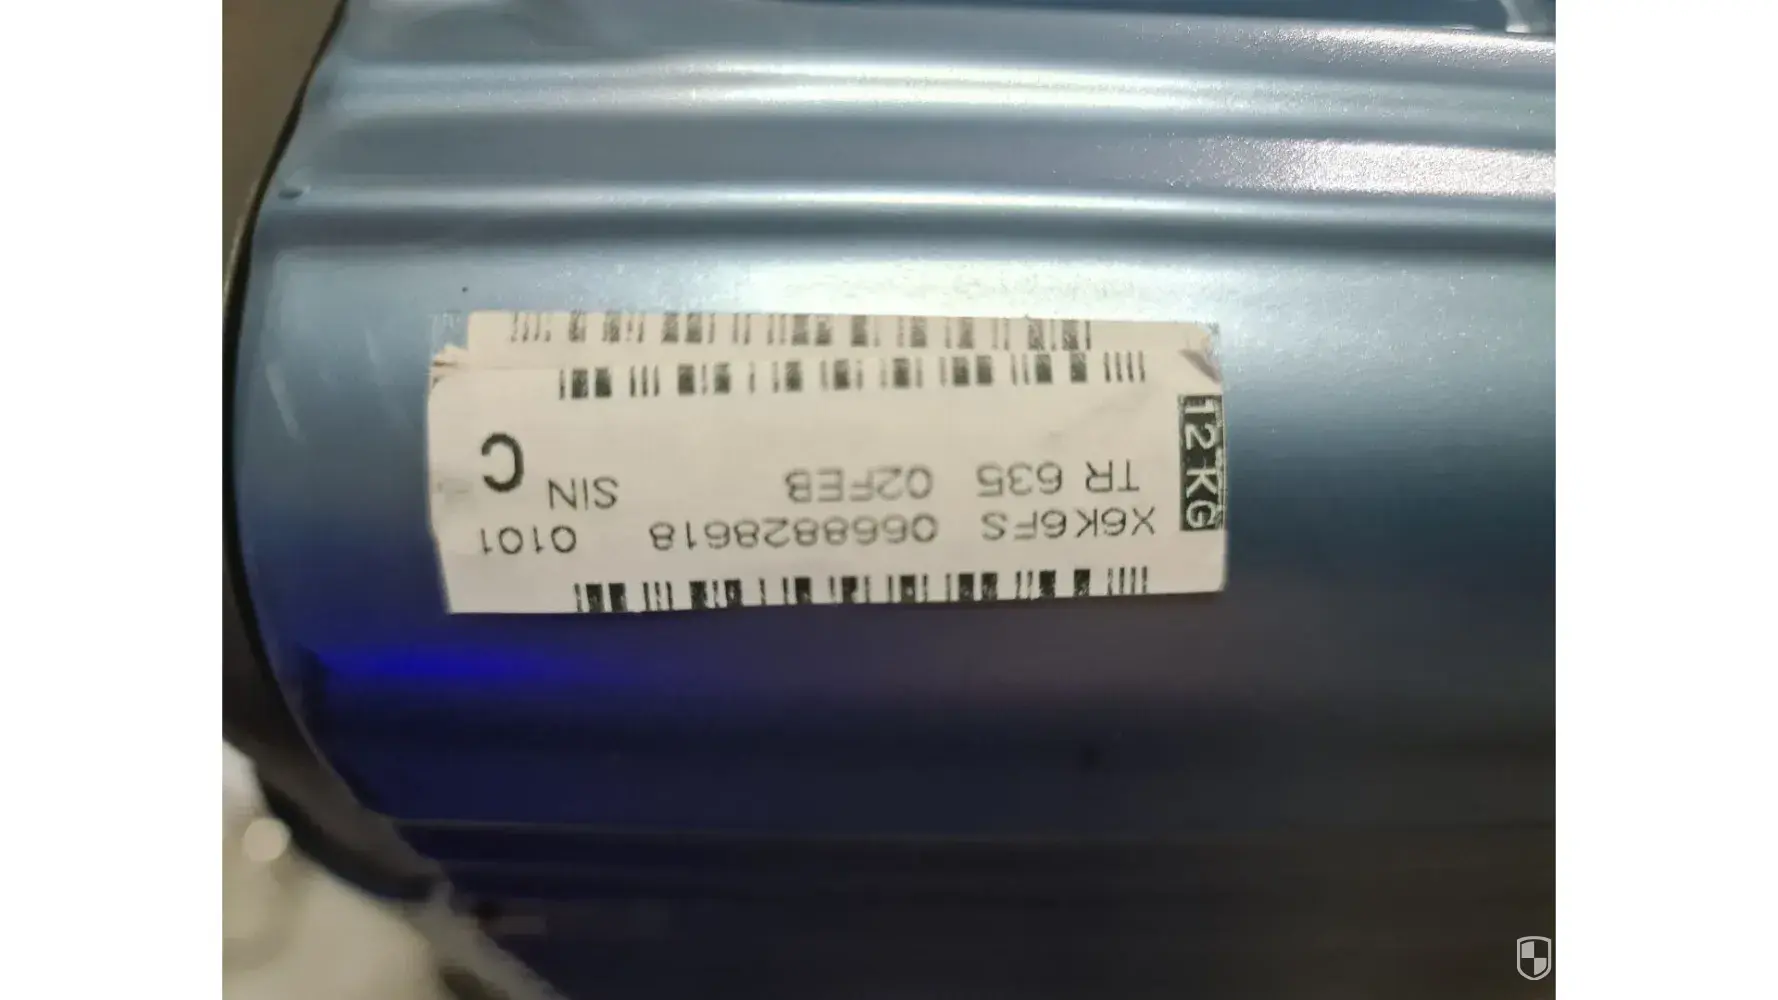 12 KG
X6K6FS 0668828618 0101
TR 635 02FEB SIN
C